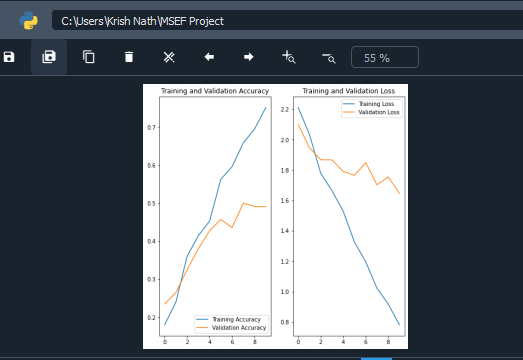 C:\Users\Krish Nath\MSEF Project
55 %
Training and Validation Accuracy
0.7
0.6
0.5
0.4
0.3
0.2
0 2 4 6 8
Training Accuracy
Validation Accuracy
Training and Validation Loss
2.2
2.0
1.8
1.6
1.4
1.2
1.0
0.8
0 2 4 6 8
Training Loss
Validation Loss